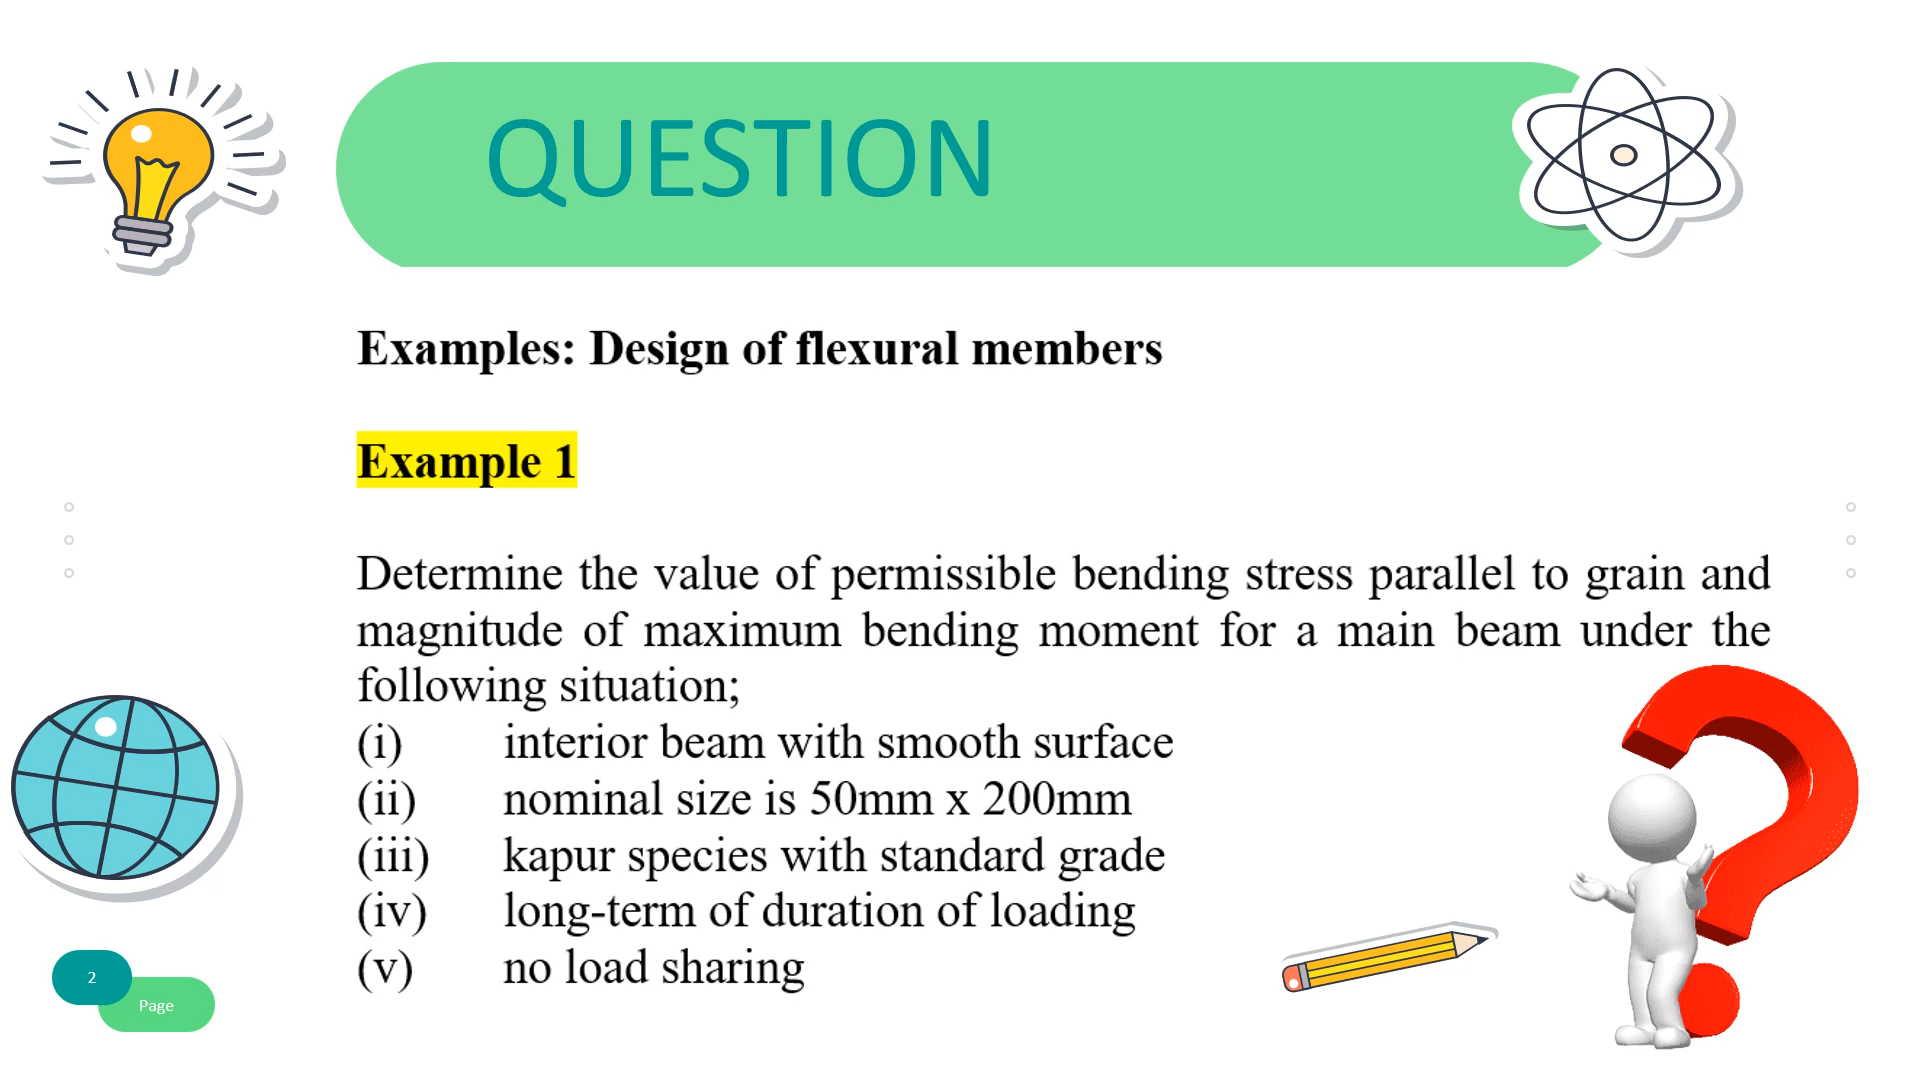 QUESTION
Examples: Design of flexural members
Example 1
Determine the value of permissible bending stress parallel to grain and
magnitude of maximum bending moment for a main beam under the
following situation;
(i) interior beam with smooth surface
(ii) nominal size is 50mm x 200mm
(iii) kapur species with standard grade
(iv) long-term of duration of loading
(v) no load sharing
2
Page